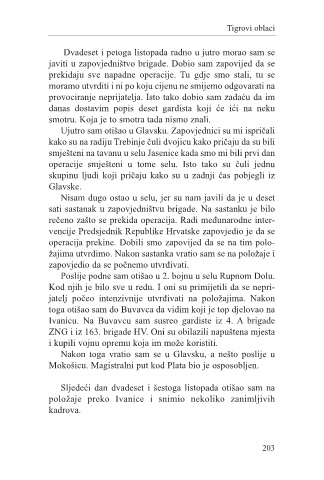 Tigrovi oblaci
Dvadeset i petoga listopada radno u jutro morao sam se
javiti u zapovjedništvo brigade. Dobio sam zapovijed da se
prekidaju sve napadne operacije. Tu gdje smo stali, tu se
moramo utvrditi i ni po koju cijenu ne smijemo odgovarati na
provociranje neprijatelja. Isto tako dobio sam zadaću da im
danas dostavim popis deset gardista koji će ići na neku
smotru. Koja je to smotra tada nismo znali.
Ujutro sam otišao u Glavsku. Zapovjednici su mi ispričali
kako su na radiju Trebinje čuli dvojicu kako pričaju da su bili
smješteni na tavanu u selu Jasenice kada smo mi bili prvi dan
operacije smješteni u tome selu. Isto tako su čuli jednu
skupinu ljudi koji pričaju kako su u zadnji čas pobjegli iz
Glavske.
Nisam dugo ostao u selu, jer su nam javili da je u deset
sati sastanak u zapovjedništvu brigade. Na sastanku je bilo
rečeno zašto se prekida operacija. Radi međunarodne inter-
vencije Predsjednik Republike Hrvatske zapovjedio je da se
operacija prekine. Dobili smo zapovijed da se na tim polo-
žajima utvrdimo. Nakon sastanka vratio sam se na položaje i
zapovjedio da se počnemo utvrđivati.
Poslije podne sam otišao u 2. bojnu u selu Rupnom Dolu.
Kod njih je bilo sve u redu. I oni su primijetili da se nepri-
jatelj počeo intenzivnije utvrđivati na položajima. Nakon
toga otišao sam do Buvavca da vidim koji je top djelovao na
Ivanicu. Na Buvavcu sam susreo gardiste iz 4. A brigade
ZNG i iz 163. brigade HV. Oni su obilazili napuštena mjesta
i kupili vojnu opremu koja im može koristiti.
Nakon toga vratio sam se u Glavsku, a nešto poslije u
Mokošicu. Magistralni put kod Plata bio je osposobljen.
Sljedeći dan dvadeset i šestoga listopada otišao sam na
položaje preko Ivanice i snimio nekoliko zanimljivih
kadrova.
203